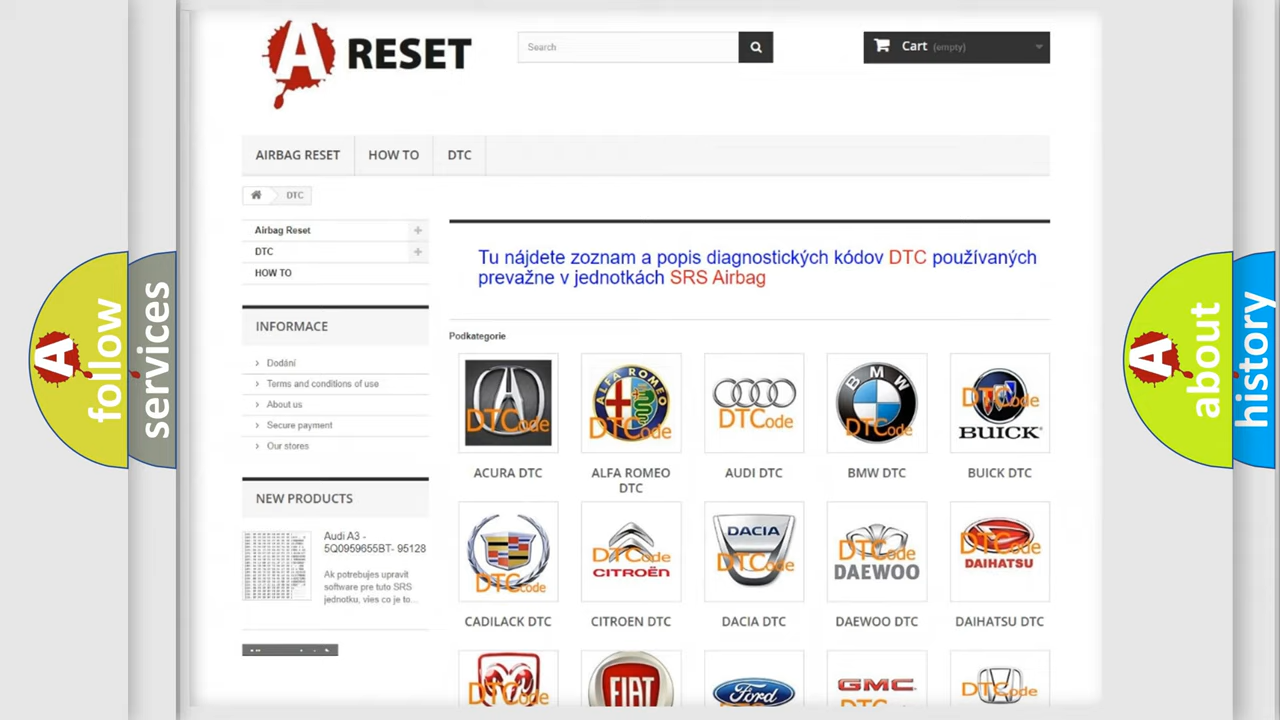 A RESET
Search
Cart (empty)
AIRBAG RESET
HOW TO
DTC
DTC
Airbag Reset
DTC
HOW TO
Tu nájdete zoznam a popis diagnostických kódov DTC používaných
prevažne v jednotkách SRS Airbag
INFORMACE
Dodání
Terms and conditions of use
About us
Secure payment
Our stores
NEW PRODUCTS
Audi A3 -
5Q0959655BT- 95128
Ak potrebujes upravit
software pre tuto SRS
jednotku, vies co je to...
Podkategorie
DTCode
ALFA ROMEO
DTCode
DTCode
BMW
DTCode
DTCode
BUICK
ACURA DTC
ALFA ROMEO
DTC
AUDI DTC
BMW DTC
BUICK DTC
DTCode
DTCode
CITROËN
DACIA
DTCode
DTCode
DAEWOO
DTCode
DAIHATSU
CADILACK DTC
CITROEN DTC
DACIA DTC
DAEWOO DTC
DAIHATSU DTC
DTCode
FIAT
Ford
GMC
DTCode
A follow
services
A about
history